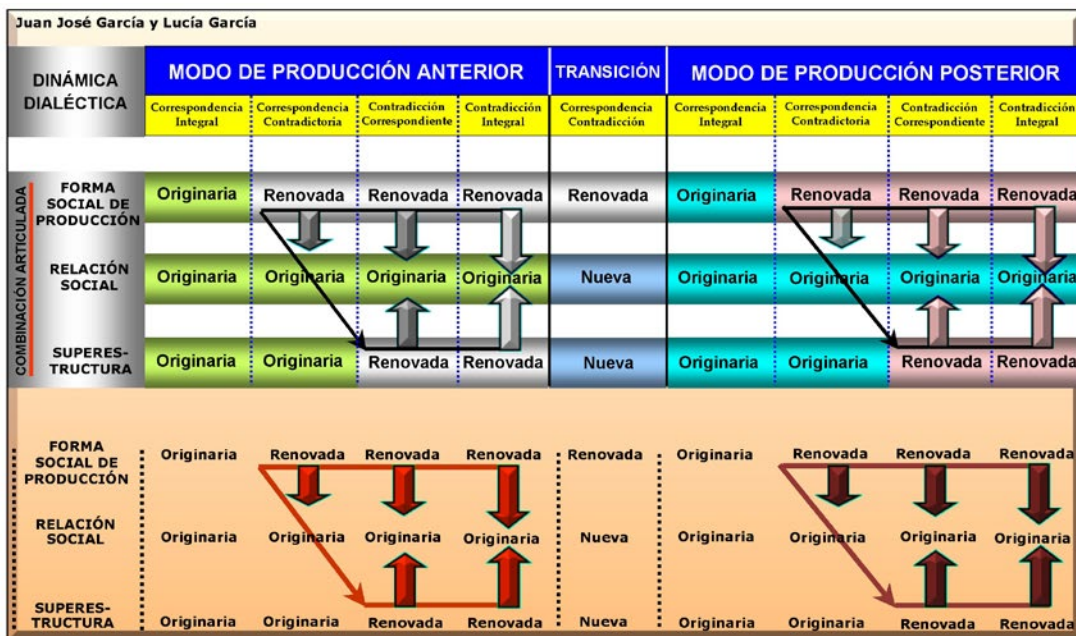 Juan José García y Lucía García
DINÁMICA
DIALÉCTICA
MODO DE PRODUCCIÓN ANTERIOR
TRANSICIÓN
MODO DE PRODUCCIÓN POSTERIOR
Correspondencia
Integral
Correspondencia
Contradictoria
Contradicción
Correspondiente
Contradicción
Integral
Correspondencia
Contradicción
Correspondencia
Integral
Correspondencia
Contradictoria
Contradicción
Correspondiente
Contradicción
Integral
COMBINACIÓN ARTICULADA
FORMA
SOCIAL DE
PRODUCCIÓN
Originaria Renovada Renovada Renovada Renovada Originaria Renovada Renovada Renovada
RELACIÓN
SOCIAL
Originaria Originaria Originaria Originaria Nueva Originaria Originaria Originaria Originaria
SUPERES-
TRUCTURA
Originaria Originaria Renovada Renovada Nueva Originaria Originaria Renovada Renovada
FORMA
SOCIAL DE
PRODUCCIÓN
Originaria Renovada Renovada Renovada Renovada Originaria Renovada Renovada Renovada
RELACIÓN
SOCIAL
Originaria Originaria Originaria Originaria Nueva Originaria Originaria Originaria Originaria
SUPERES-
TRUCTURA
Originaria Originaria Renovada Renovada Nueva Originaria Originaria Renovada Renovada